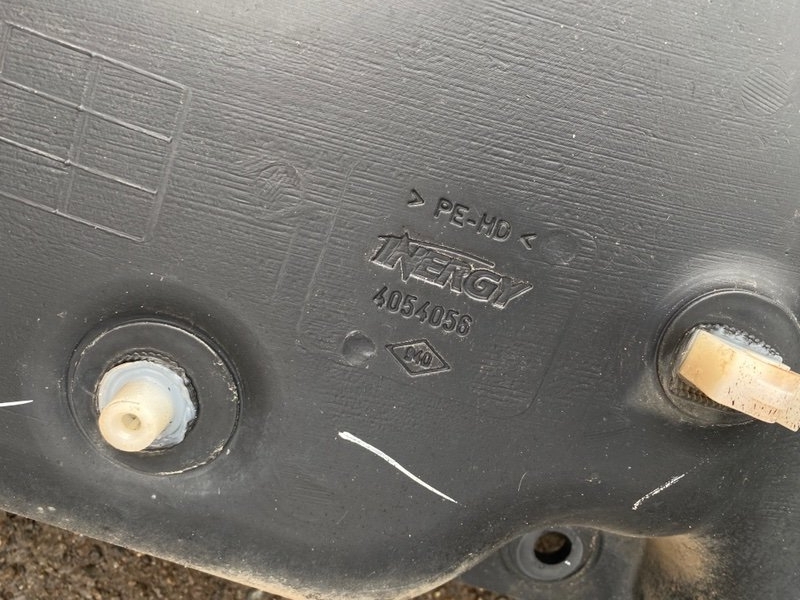 > PE-HD <
INERGY
4054056